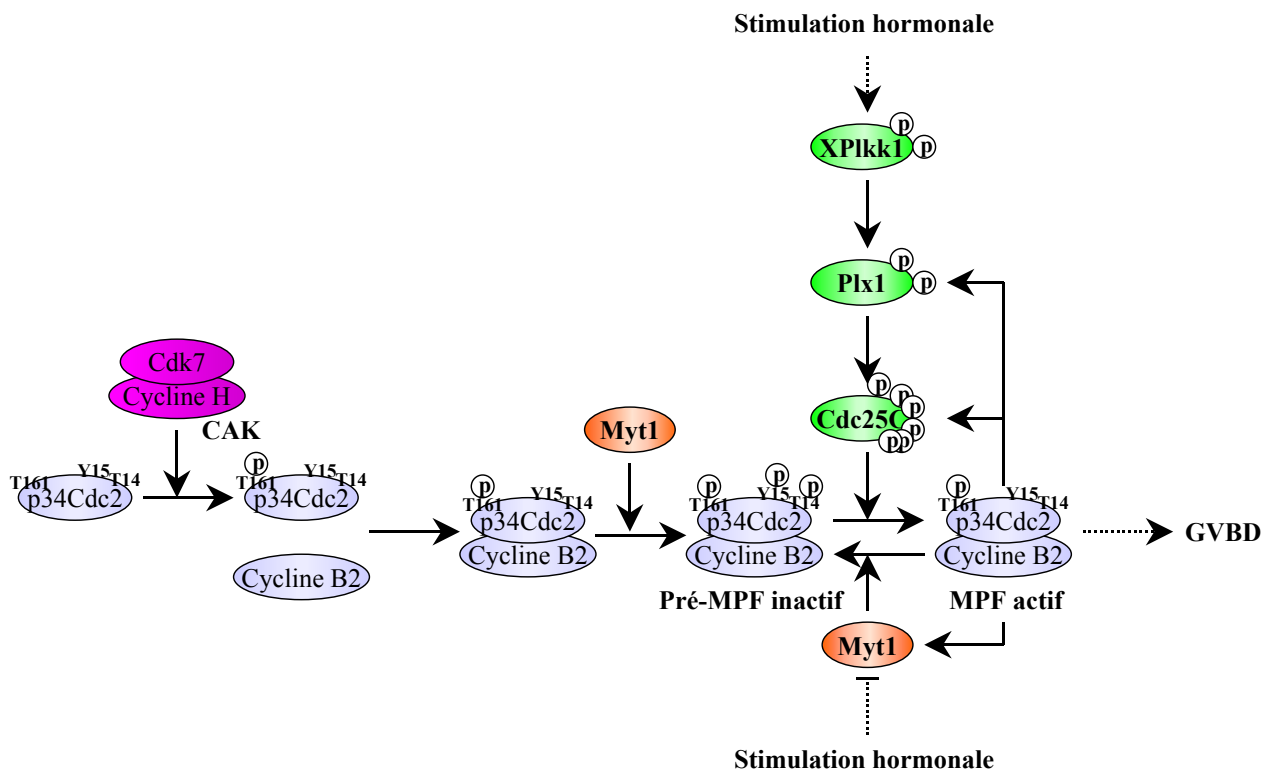 Stimulation hormonale
p
XPlkk1
p
p
Plx1
p
Cdk7
Cycline H
CAK
p
p
p
Cdc25C
p
p
p
Myt1
T161
Y15
T14
p34Cdc2
p
T161
Y15
T14
p34Cdc2
Cycline B2
p
T161
Y15
T14
p34Cdc2
Cycline B2
p
T161
p
Y15
p
T14
p34Cdc2
Cycline B2
Pré-MPF inactif
p
T161
Y15
T14
p34Cdc2
Cycline B2
MPF actif
GVBD
Myt1
Stimulation hormonale